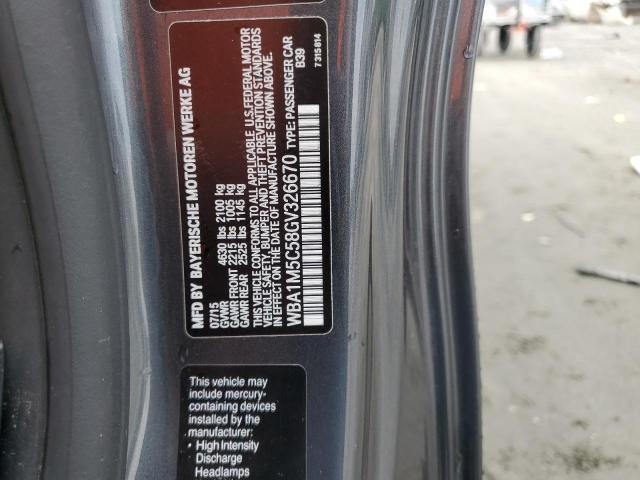 MFD BY BAYERISCHE MOTOREN WERKE AG
07/15
GVWR 4630 lbs 2100 kg
GAWR FRONT 2215 lbs 1005 kg
GAWR REAR 2525 lbs 1145 kg
THIS VEHICLE CONFORMS TO ALL APPLICABLE U.S.FEDERAL MOTOR
VEHICLE SAFETY, BUMPER AND THEFT PREVENTION STANDARDS
IN EFFECT ON THE DATE OF MANUFACTURE SHOWN ABOVE.
WBA1M5C58GV326670 TYPE: PASSENGER CAR
B39
7315814
This vehicle may
include mercury-
containing devices
installed by the
manufacturer:
• High Intensity
Discharge
Headlamps